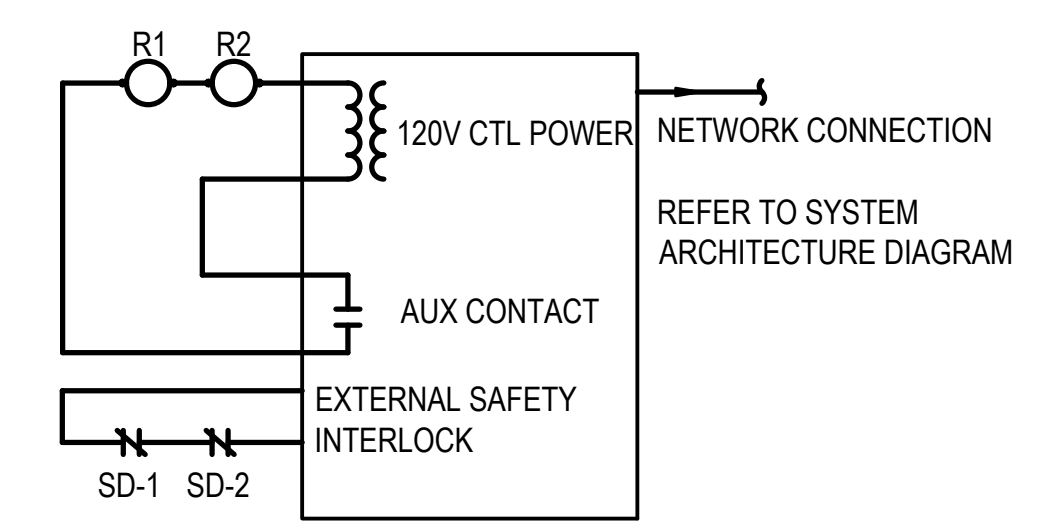 R1 R2
120V CTL POWER
NETWORK CONNECTION
REFER TO SYSTEM
ARCHITECTURE DIAGRAM
AUX CONTACT
EXTERNAL SAFETY
INTERLOCK
SD-1 SD-2